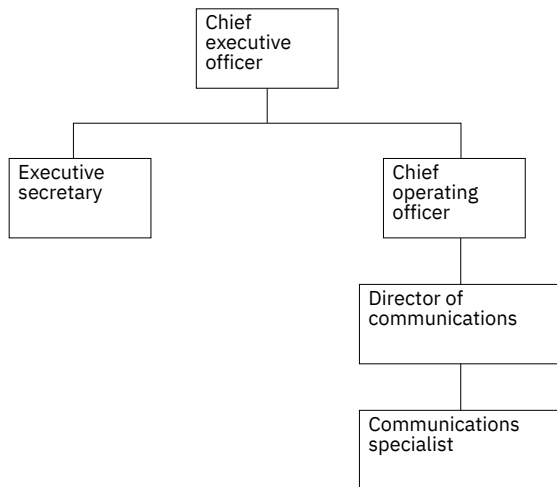 Chief
executive
officer
Executive
secretary
Chief
operating
officer
Director of
communications
Communications
specialist